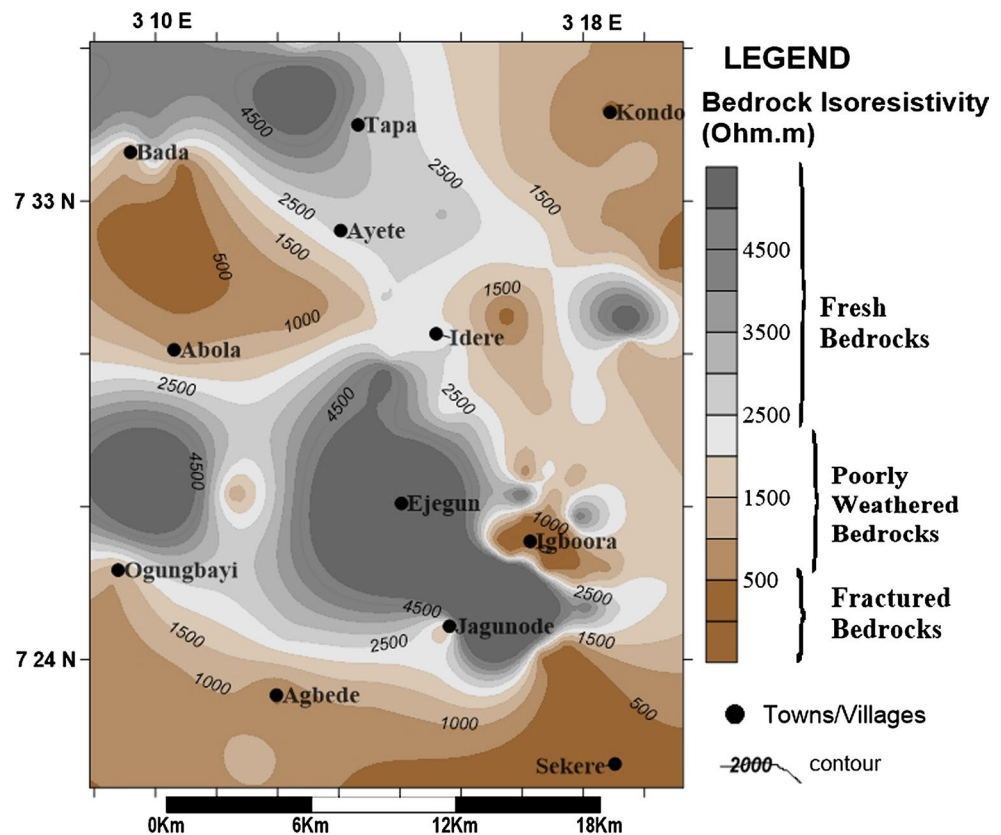 3 10 E
3 18 E
LEGEND
Bedrock Isoresistivity
(Ohm.m)
4500
3500
2500
1500
500
Fresh
Bedrocks
Poorly
Weathered
Bedrocks
Fractured
Bedrocks
Towns/Villages
2000
contour
7 33 N
7 24 N
4500
Tapa
Kondo
Bada
2500
2500
1500
Ayete
1500
500
1500
1000
Idere
Abola
2500
4500
2500
4500
Ejegun
1000
Igboora
Ogungbayi
2500
4500
Jagunode
1500
2500
1500
1000
Agbede
500
1000
Sekere
0Km
6Km
12Km
18Km